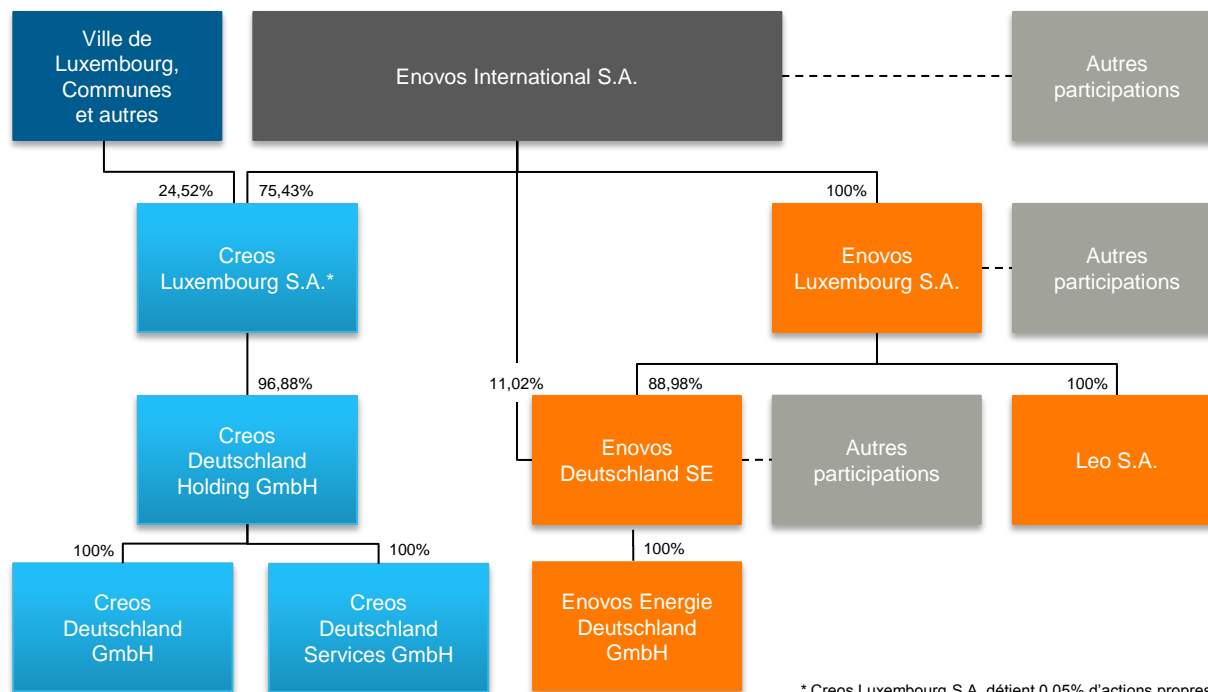 Ville de
Luxembourg,
Communes
et autres
Enovos International S.A.
Autres
participations
24,52%
75,43%
100%
Creos
Luxembourg S.A.*
Enovos
Luxembourg S.A.
Autres
participations
96,88%
11,02%
88,98%
100%
Creos
Deutschland
Holding GmbH
Enovos
Deutschland SE
Autres
participations
Leo S.A.
100%
100%
100%
Creos
Deutschland
GmbH
Creos
Deutschland
Services GmbH
Enovos Energie
Deutschland
GmbH
* Creos Luxembourg S.A. détient 0,05% d'actions propres